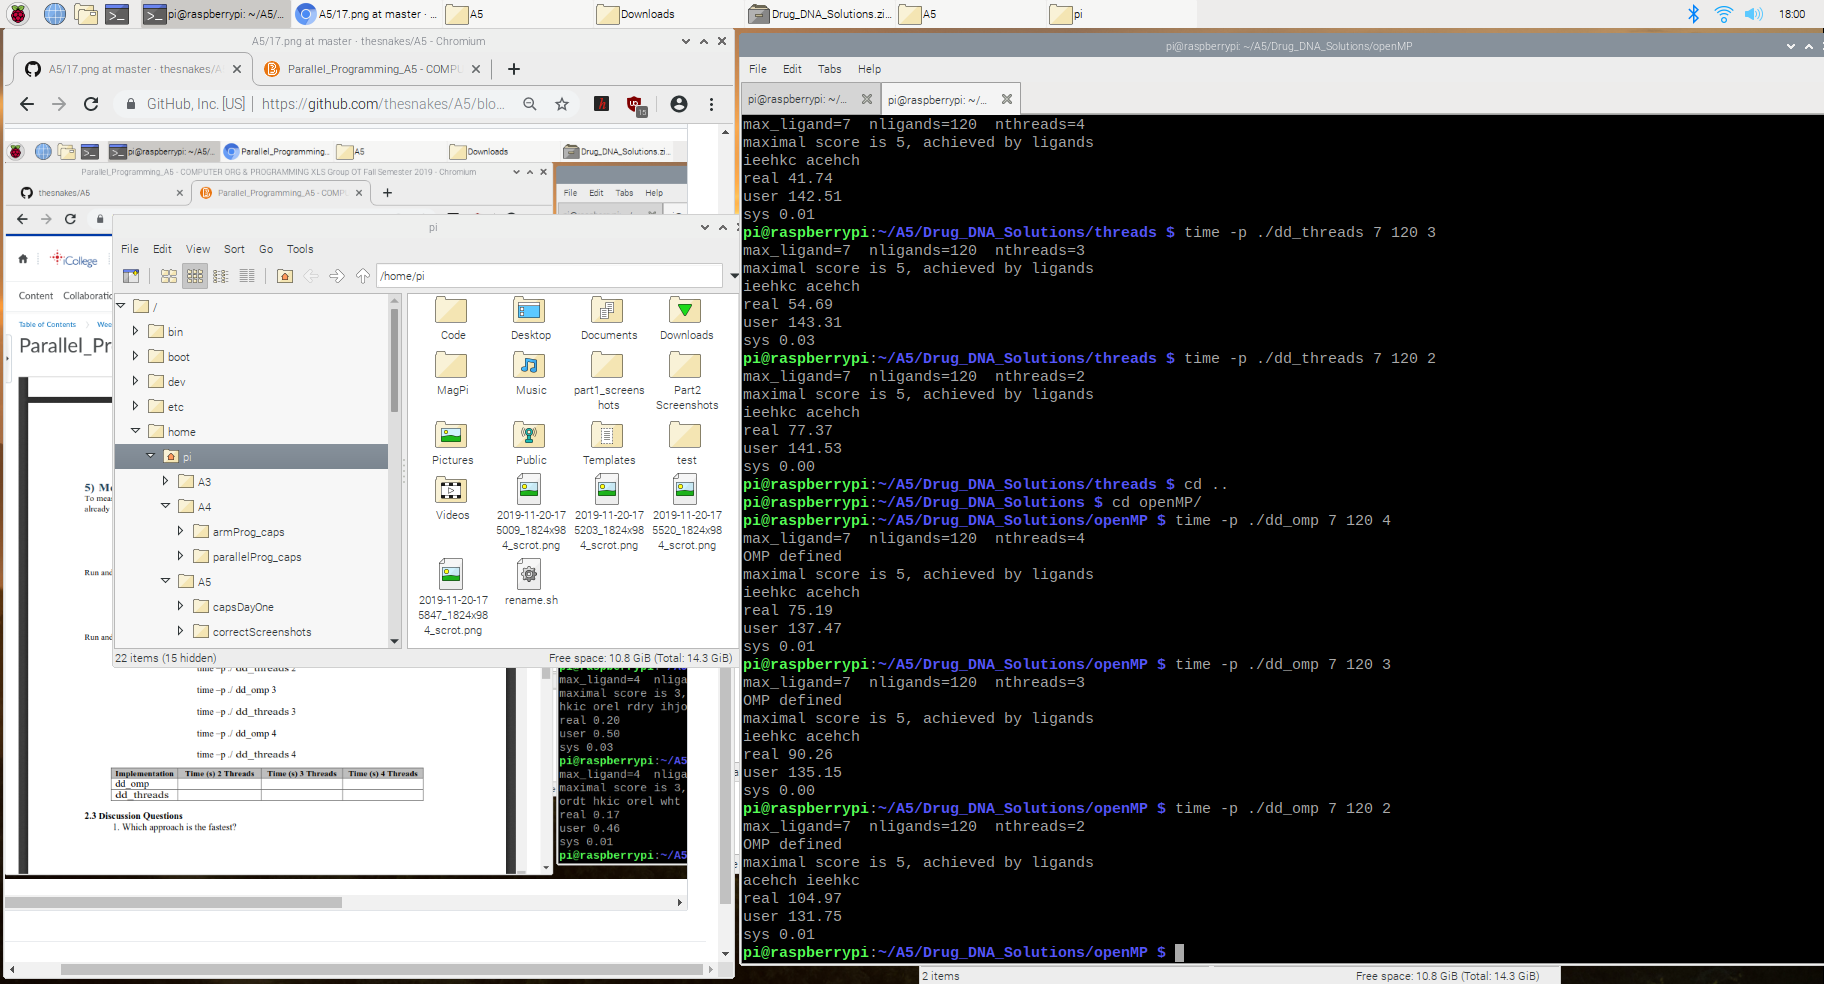 pi@raspberrypi: ~/A5/...
A5/17.png at master · ...
A5
Downloads
Drug_DNA_Solutions.zi...
A5
pi
18:00
A5/17.png at master · thesnakes/A5 - Chromium
A5/17.png at master · thesnakes/A
Parallel_Programming_A5 - COMPU
GitHub, Inc. [US]
https://github.com/thesnakes/A5/blo...
15
pi@raspberrypi: ~/A5/...
Parallel_Programming...
A5
Downloads
Drug_DNA_Solutions.zi...
Parallel_Programming_A5 - COMPUTER ORG & PROGRAMMING XLS Group OT Fall Semester 2019 - Chromium
thesnakes/A5
Parallel_Programming_A5 - COMPU
File Edit Tabs Help
iCollege
Content Collaboratic
Table of Contents
Wee
Parallel_Pr
5) Me
To meas
already
Run and
Run and
time -p ./ dd_threads 2
time -p ./ dd_omp 3
time -p ./ dd_threads 3
time -p ./ dd_omp 4
time -p ./ dd_threads 4
Implementation Time (s) 2 Threads Time (s) 3 Threads Time (s) 4 Threads
dd_omp
dd_threads
2.3 Discussion Questions
1. Which approach is the fastest?
max_ligand=4 nliga
maximal score is 3,
hkic orel rdry ihjo
real 0.20
user 0.50
sys 0.03
pi@raspberrypi:~/A5
max_ligand=4 nliga
maximal score is 3,
ordt hkic orel wht
real 0.17
user 0.46
sys 0.01
pi@raspberrypi:~/A5
pi
File Edit View Sort Go Tools
/home/pi
/
bin
boot
dev
etc
home
pi
A3
A4
armProg_caps
parallelProg_caps
A5
capsDayOne
correctScreenshots
Code
Desktop
Documents
Downloads
MagPi
Music
part1_screens
hots
Part2
Screenshots
Pictures
Public
Templates
test
Videos
2019-11-20-175
009_1824x98
4_scrot.png
2019-11-20-175
203_1824x98
4_scrot.png
2019-11-20-175
520_1824x98
4_scrot.png
2019-11-20-17
5847_1824x98
4_scrot.png
rename.sh
22 items (15 hidden)
Free space: 10.8 GiB (Total: 14.3 GiB)
pi@raspberrypi: ~/A5/Drug_DNA_Solutions/openMP
File Edit Tabs Help
pi@raspberrypi: ~/...
pi@raspberrypi: ~/...
max_ligand=7 nligands=120 nthreads=4
maximal score is 5, achieved by ligands
ieehkc acehch
real 41.74
user 142.51
sys 0.01
pi@raspberrypi:~/A5/Drug_DNA_Solutions/threads $ time -p ./dd_threads 7 120 3
max_ligand=7 nligands=120 nthreads=3
maximal score is 5, achieved by ligands
ieehkc acehch
real 54.69
user 143.31
sys 0.03
pi@raspberrypi:~/A5/Drug_DNA_Solutions/threads $ time -p ./dd_threads 7 120 2
max_ligand=7 nligands=120 nthreads=2
maximal score is 5, achieved by ligands
ieehkc acehch
real 77.37
user 141.53
sys 0.00
pi@raspberrypi:~/A5/Drug_DNA_Solutions/threads $ cd ..
pi@raspberrypi:~/A5/Drug_DNA_Solutions $ cd openMP/
pi@raspberrypi:~/A5/Drug_DNA_Solutions/openMP $ time -p ./dd_omp 7 120 4
max_ligand=7 nligands=120 nthreads=4
OMP defined
maximal score is 5, achieved by ligands
ieehkc acehch
real 75.19
user 137.47
sys 0.01
pi@raspberrypi:~/A5/Drug_DNA_Solutions/openMP $ time -p ./dd_omp 7 120 3
max_ligand=7 nligands=120 nthreads=3
OMP defined
maximal score is 5, achieved by ligands
ieehkc acehch
real 90.26
user 135.15
sys 0.00
pi@raspberrypi:~/A5/Drug_DNA_Solutions/openMP $ time -p ./dd_omp 7 120 2
max_ligand=7 nligands=120 nthreads=2
OMP defined
maximal score is 5, achieved by ligands
acehch ieehkc
real 104.97
user 131.75
sys 0.01
pi@raspberrypi:~/A5/Drug_DNA_Solutions/openMP $
2 items
Free space: 10.8 GiB (Total: 14.3 GiB)